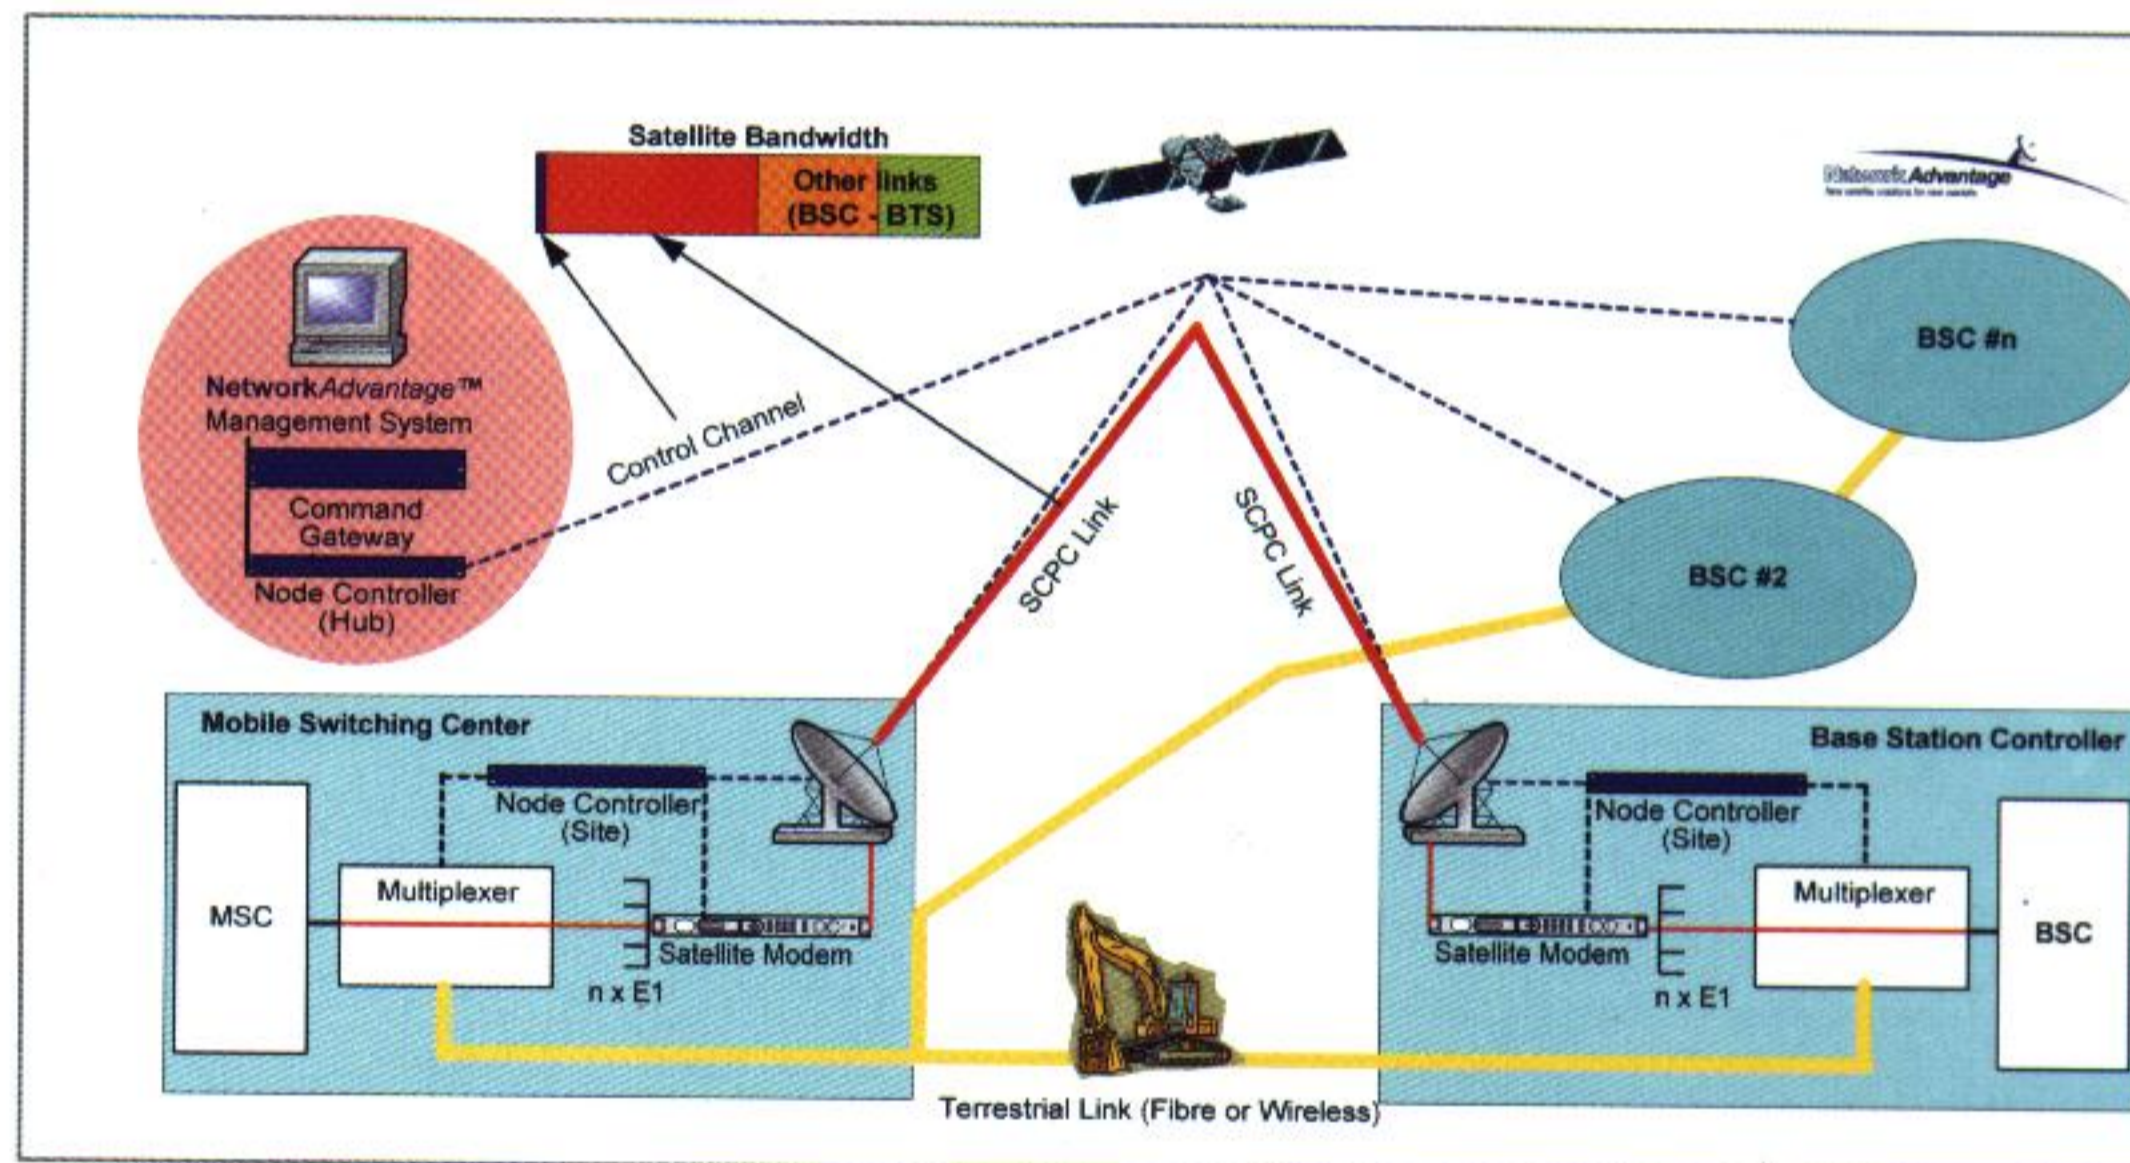 Satellite Bandwidth
Other links
(BSC - BTS)
Network Advantage
NetworkAdvantage™
Management System
Command
Gateway
Node Controller
(Hub)
Control Channel
SCPC Link
SCPC Link
BSC #n
BSC #2
Mobile Switching Center
Node Controller
(Site)
MSC
Multiplexer
Satellite Modem
n x E1
Base Station Controller
Node Controller
(Site)
Multiplexer
BSC
Satellite Modem
n x E1
Terrestrial Link (Fibre or Wireless)